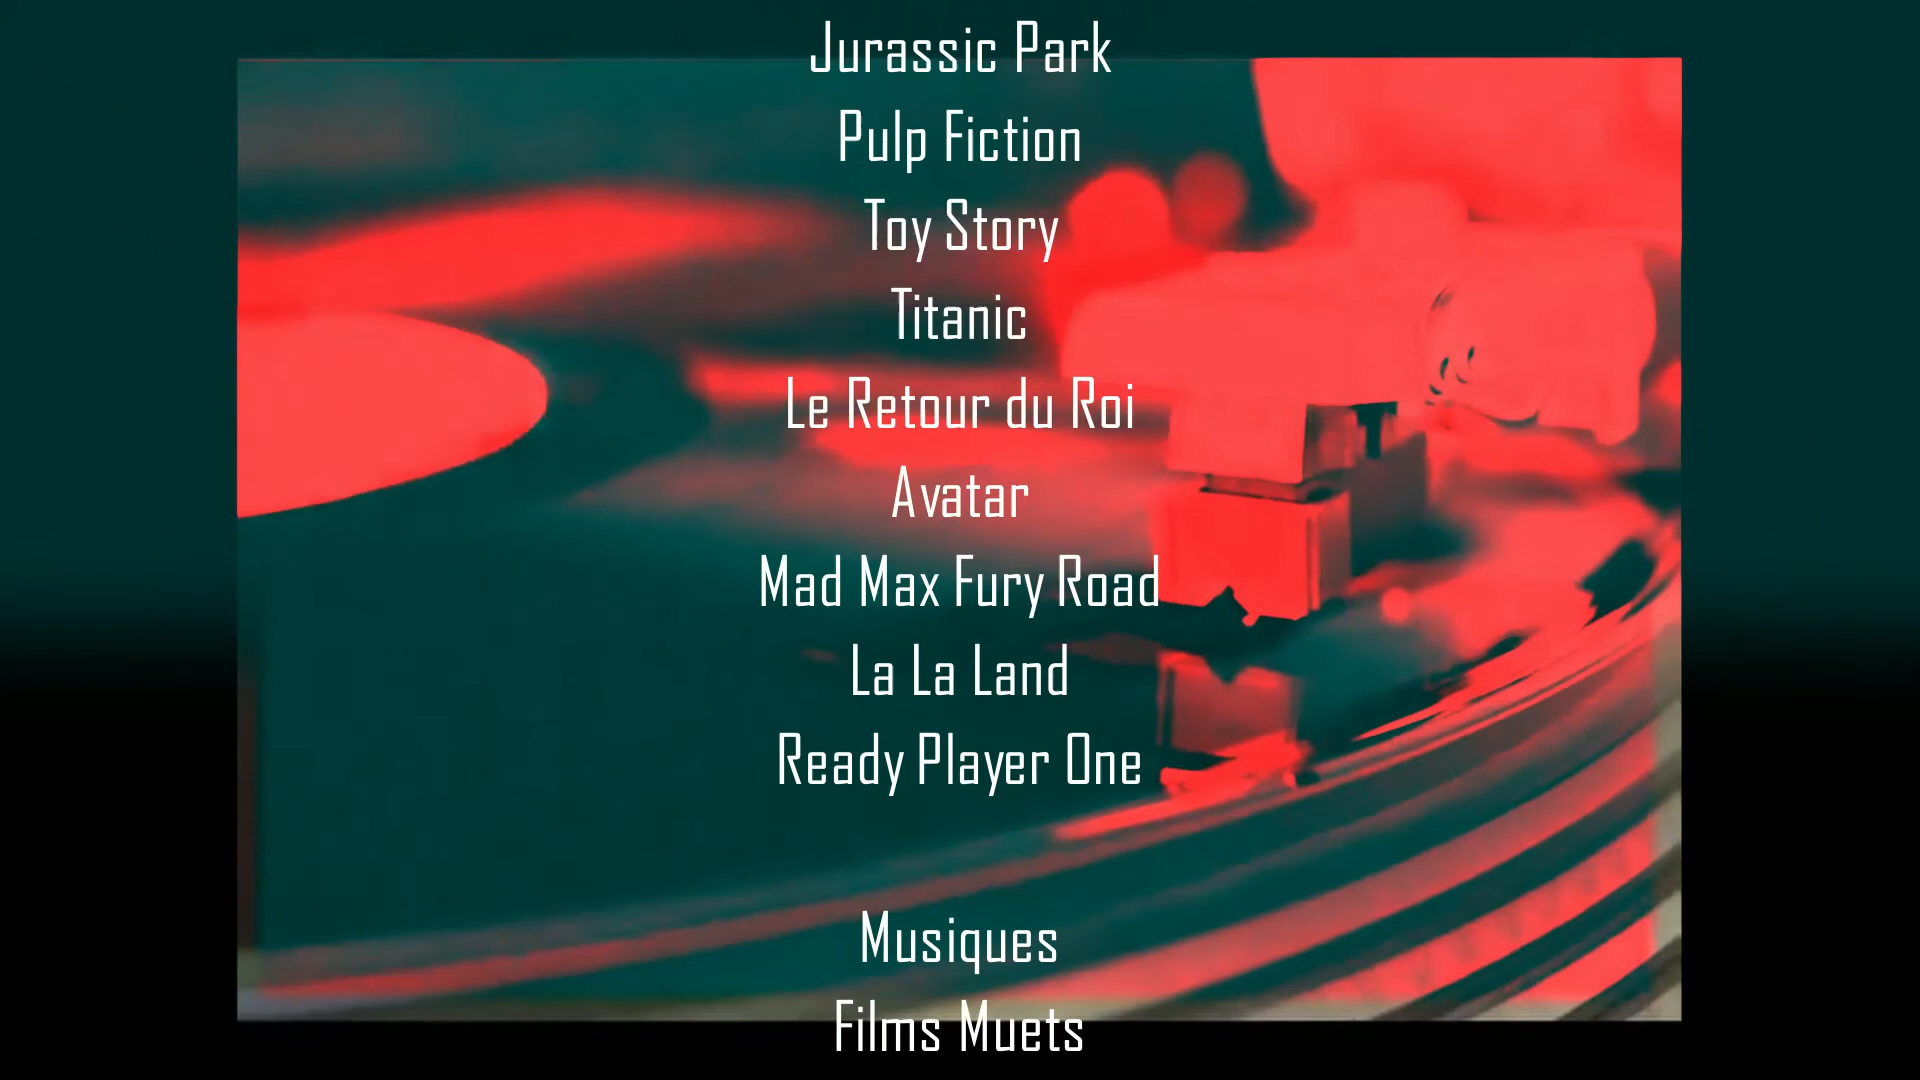 Jurassic Park
Pulp Fiction
Toy Story
Titanic
Le Retour du Roi
Avatar
Mad Max Fury Road
La La Land
Ready Player One
Musiques
Films Muets